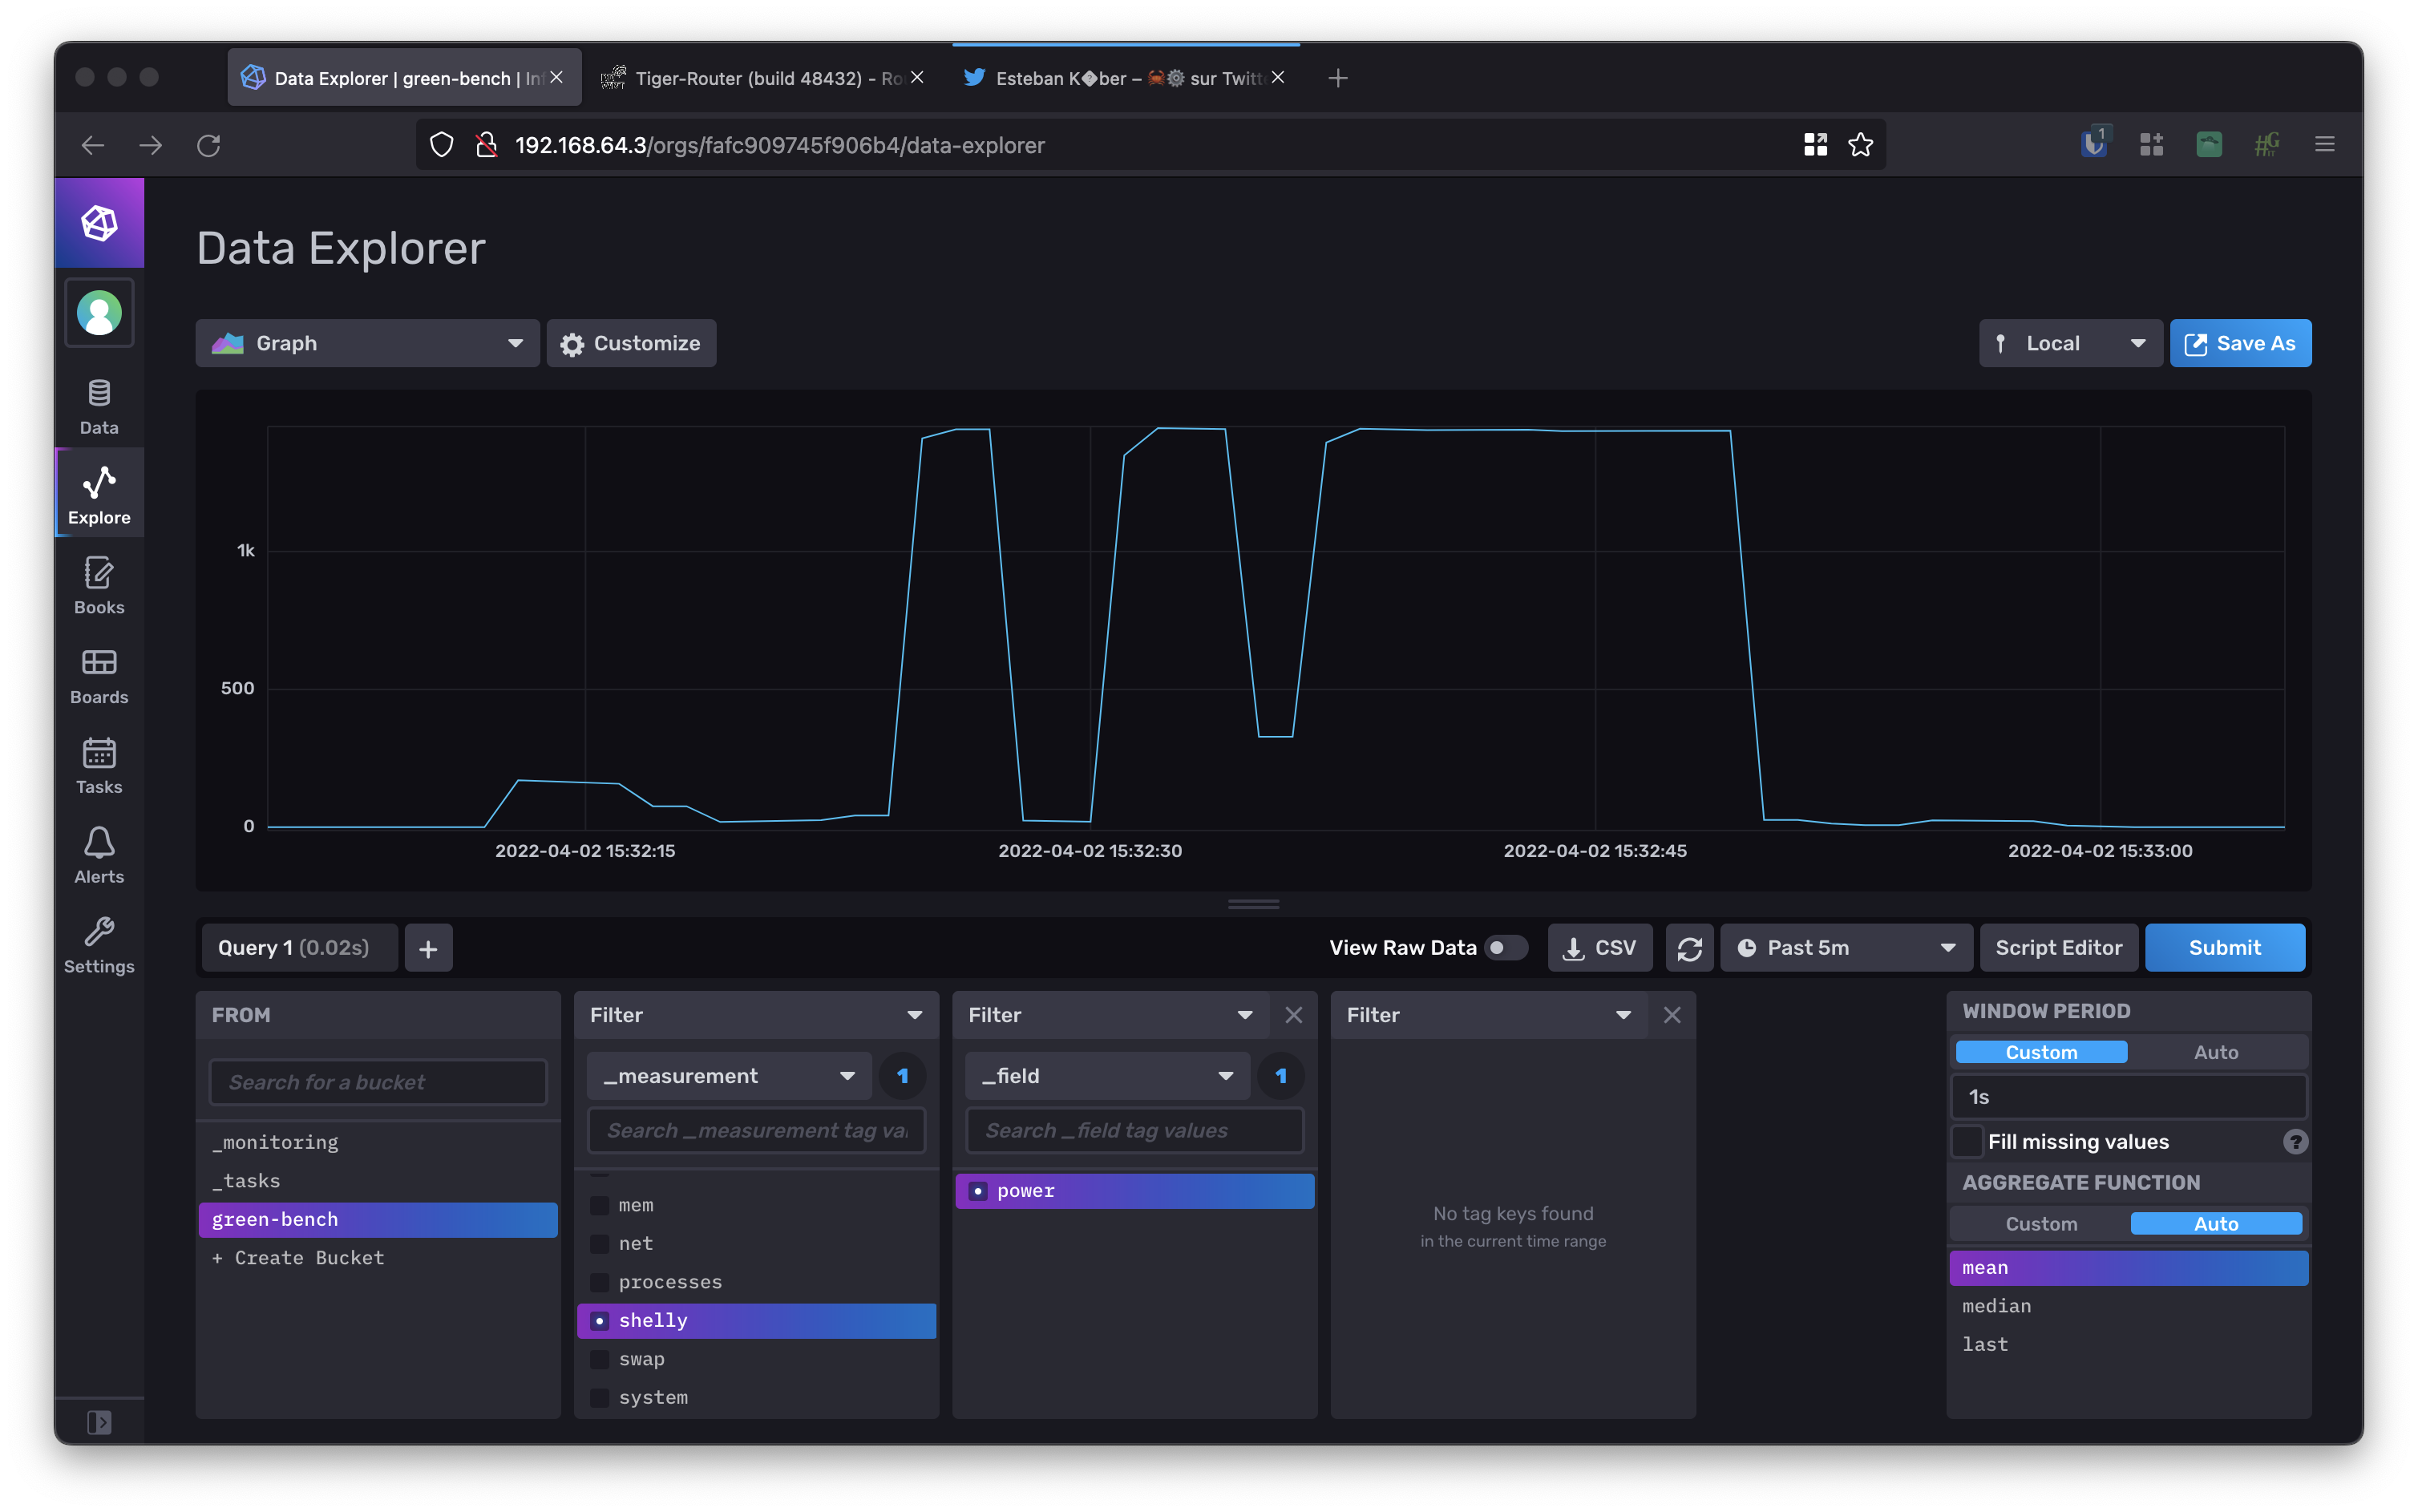 Data Explorer | green-bench | In
Tiger-Router (build 48432) - Ro
Esteban K�ber – 🦀⚙️ sur Twitt
192.168.64.3/orgs/fafc909745f906b4/data-explorer
1
Data Explorer
Graph
Customize
Local
Save As
Data
Explore
Books
Boards
Tasks
Alerts
Settings
1k
500
0
2022-04-02 15:32:15
2022-04-02 15:32:30
2022-04-02 15:32:45
2022-04-02 15:33:00
Query 1 (0.02s)
+
View Raw Data
CSV
Past 5m
Script Editor
Submit
FROM
Search for a bucket
_monitoring
_tasks
green-bench
+ Create Bucket
Filter
_measurement
1
Search _measurement tag va
mem
net
processes
shelly
swap
system
Filter
_field
1
Search _field tag values
power
Filter
No tag keys found
in the current time range
WINDOW PERIOD
Custom
Auto
1s
Fill missing values
?
AGGREGATE FUNCTION
Custom
Auto
mean
median
last